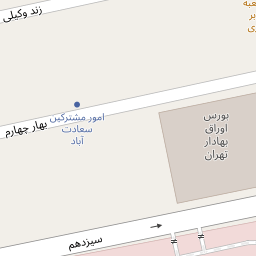 زند وکیلی
امور مشترکین
سعادت
آباد
بهار چهارم
بورس
اوراق
بهادار
تهران
سیزدهم